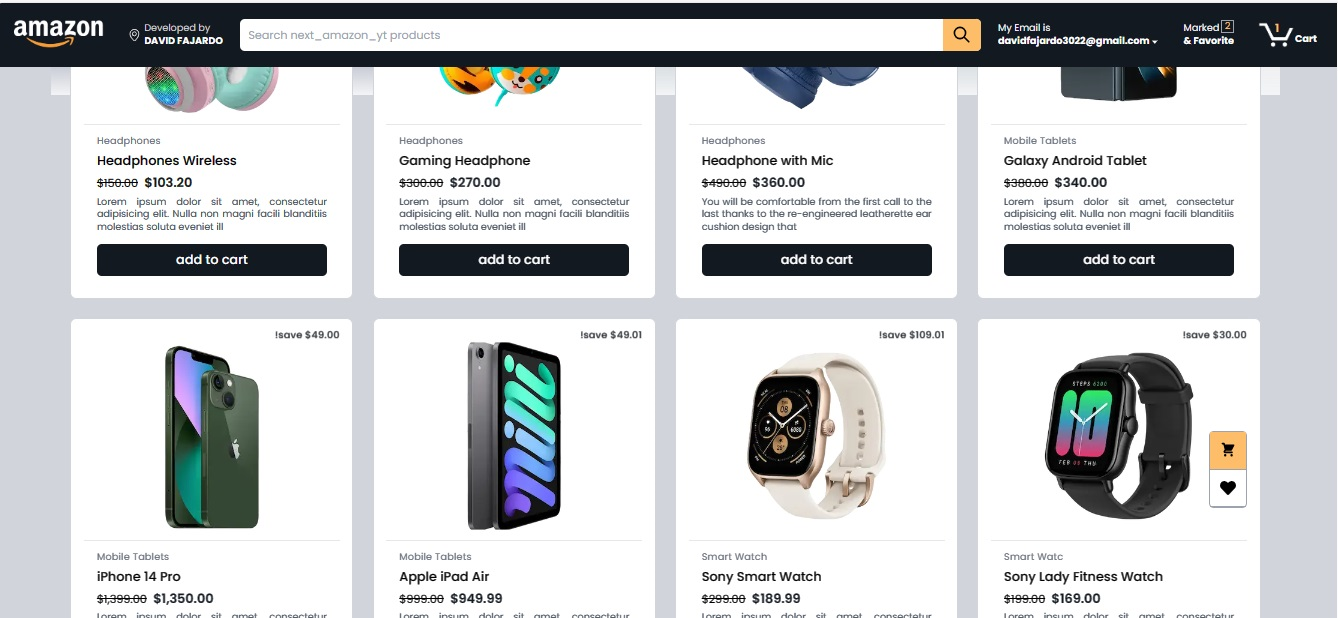 amazon
Developed by
DAVID FAJARDO
Search next_amazon_yt products
My Email is
davidfajardo3022@gmail.com
Marked 2
& Favorite
1
Cart
Headphones
Headphones Wireless
$150.00 $103.20
Lorem ipsum dolor sit amet, consectetur
adipisicing elit. Nulla non magni facili blanditiis
molestias soluta eveniet ill
add to cart
Headphones
Gaming Headphone
$300.00 $270.00
Lorem ipsum dolor sit amet, consectetur
adipisicing elit. Nulla non magni facili blanditiis
molestias soluta eveniet ill
add to cart
Headphones
Headphone with Mic
$490.00 $360.00
You will be comfortable from the first call to the
last thanks to the re-engineered leatherette ear
cushion design that
add to cart
Mobile Tablets
Galaxy Android Tablet
$380.00 $340.00
Lorem ipsum dolor sit amet, consectetur
adipisicing elit. Nulla non magni facili blanditiis
molestias soluta eveniet ill
add to cart
!save $49.00
Mobile Tablets
iPhone 14 Pro
$1,399.00 $1,350.00
Lorem ipsum dolor sit amet, consectetur
!save $49.01
Mobile Tablets
Apple iPad Air
$999.00 $949.99
Lorem ipsum dolor sit amet, consectetur
!save $109.01
08
Smart Watch
Sony Smart Watch
$299.00 $189.99
Lorem ipsum dolor sit amet, consectetur
!save $30.00
STEPS 6280
10
FEB 03 THU
Smart Watc
Sony Lady Fitness Watch
$199.00 $169.00
Lorem ipsum dolor sit amet, consectetur